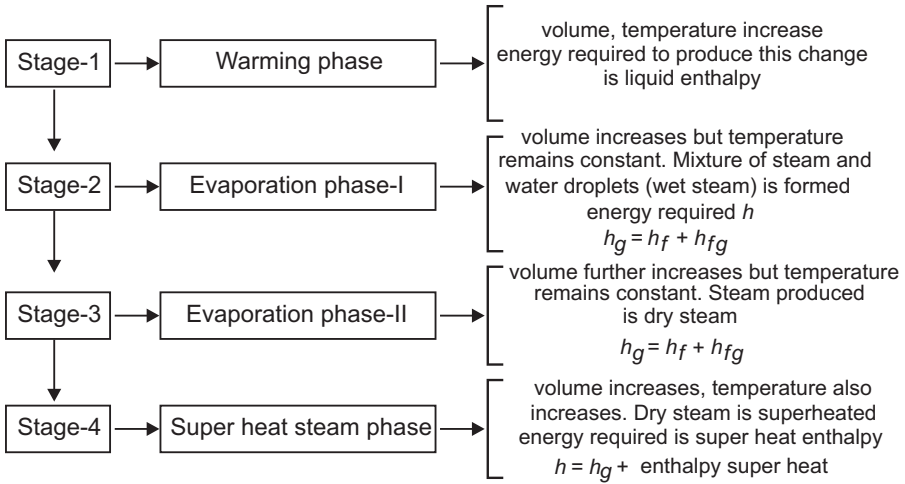 Stage-1
Warming phase
volume, temperature increase
energy required to produce this change
is liquid enthalpy
Stage-2
Evaporation phase-I
volume increases but temperature
remains constant. Mixture of steam and
water droplets (wet steam) is formed
energy required h
hg = hf + hfg
Stage-3
Evaporation phase-II
volume further increases but temperature
remains constant. Steam produced
is dry steam
hg = hf + hfg
Stage-4
Super heat steam phase
volume increases, temperature also
increases. Dry steam is superheated
energy required is super heat enthalpy
h = hg + enthalpy super heat